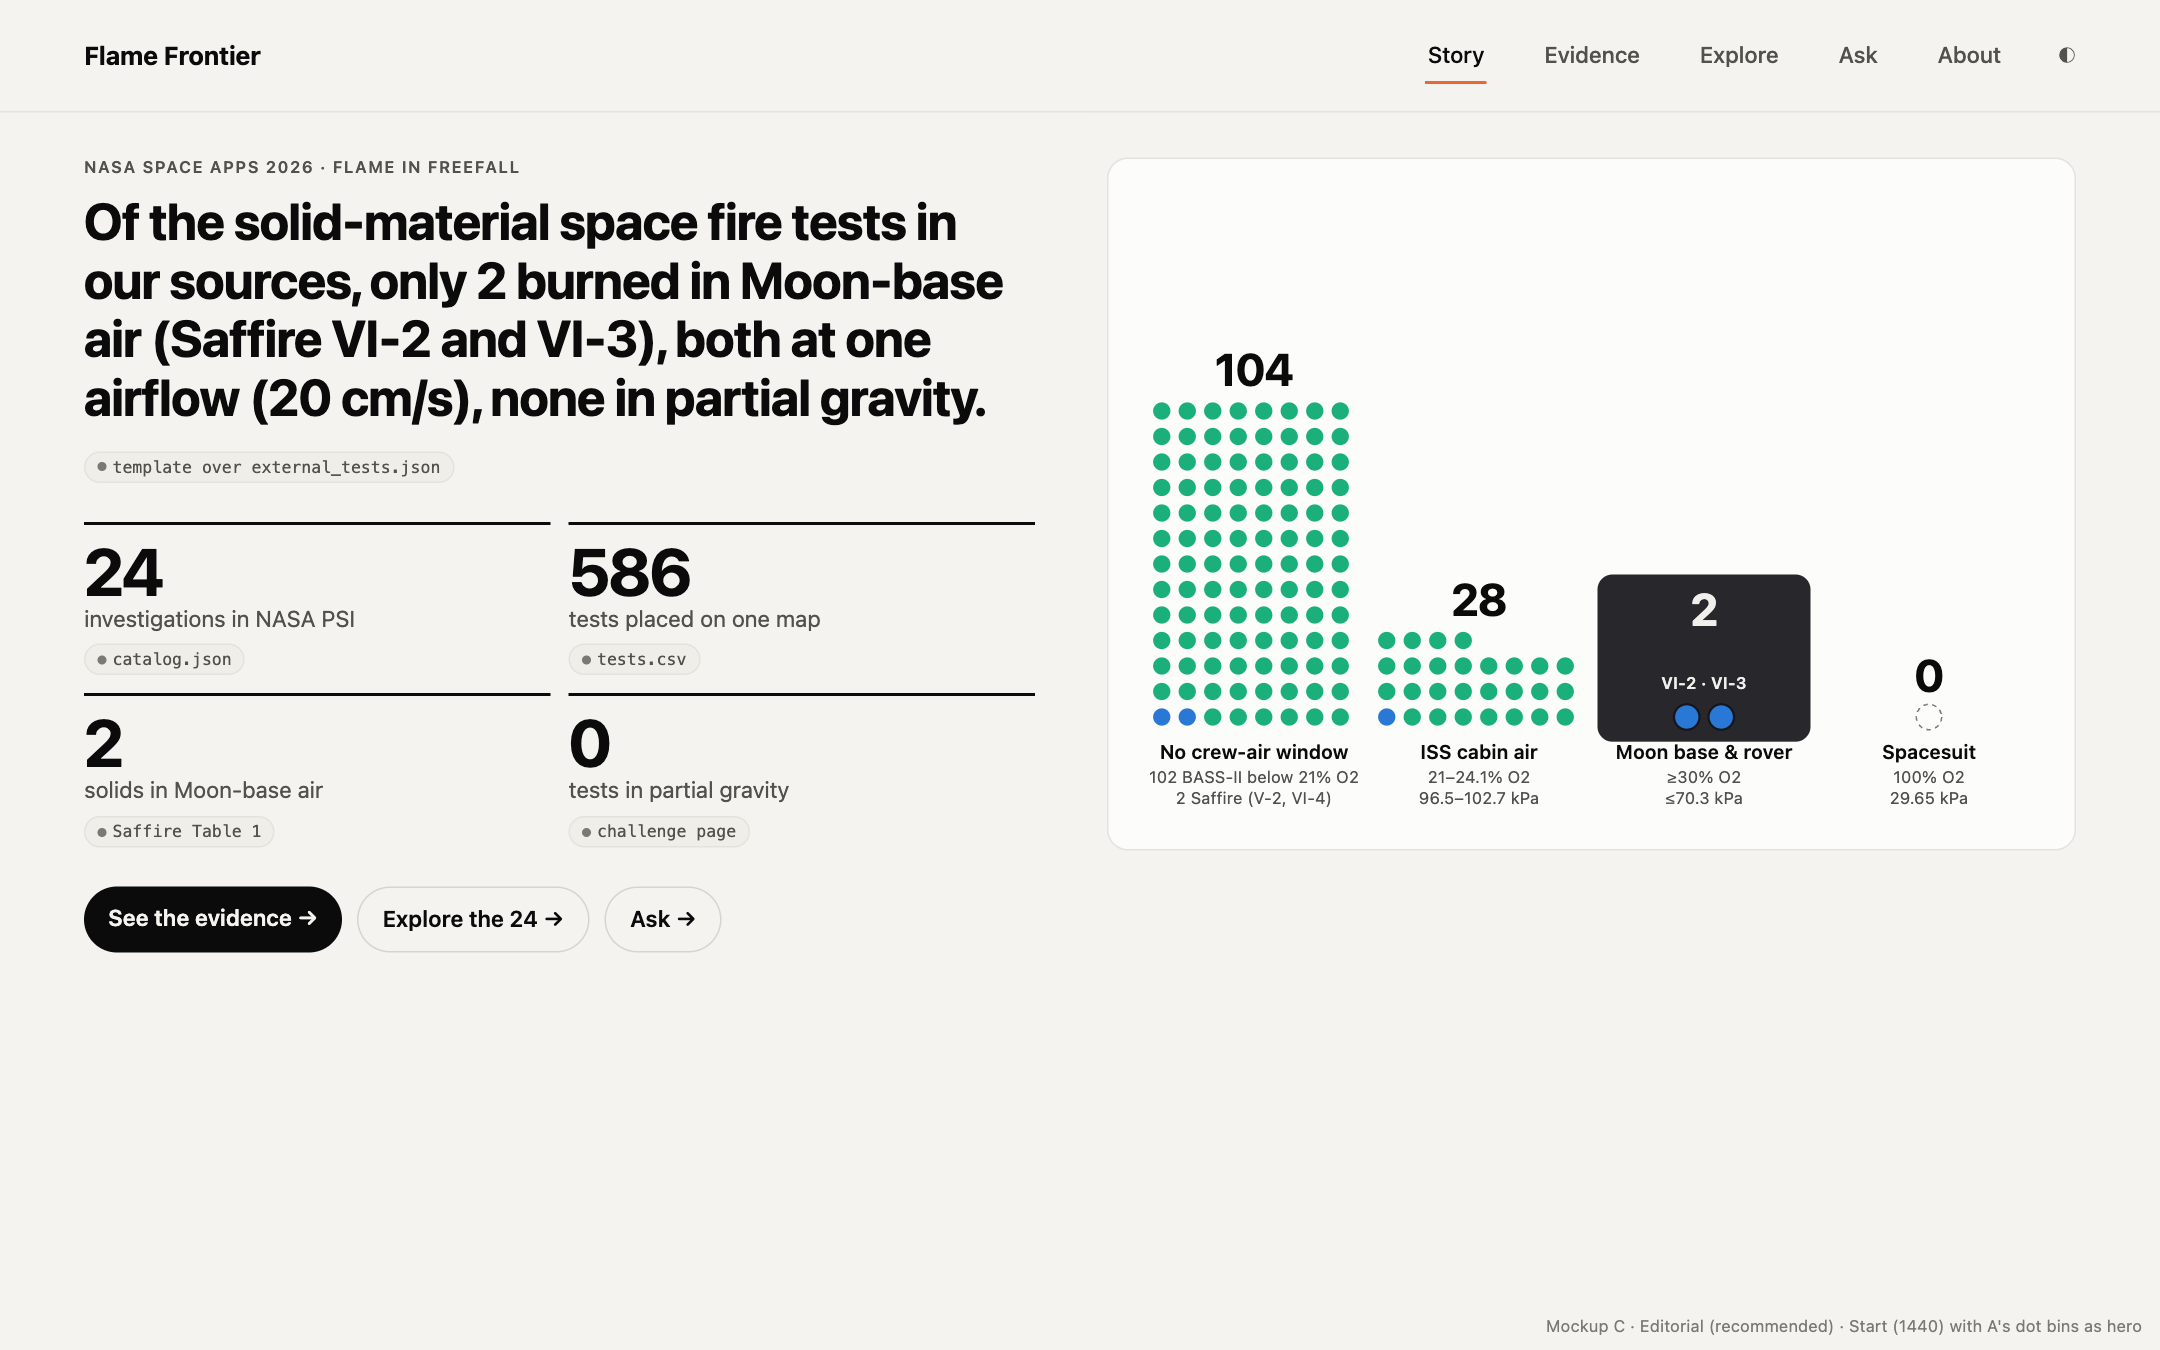 Flame Frontier
Story
Evidence
Explore
Ask
About
NASA SPACE APPS 2026 · FLAME IN FREEFALL
Of the solid-material space fire tests in
our sources, only 2 burned in Moon-base
air (Saffire VI-2 and VI-3), both at one
airflow (20 cm/s), none in partial gravity.
template over external_tests.json
24
investigations in NASA PSI
catalog.json
586
tests placed on one map
tests.csv
2
solids in Moon-base air
Saffire Table 1
0
tests in partial gravity
challenge page
See the evidence →
Explore the 24 →
Ask →
104
No crew-air window
102 BASS-II below 21% O2
2 Saffire (V-2, VI-4)
28
ISS cabin air
21–24.1% O2
96.5–102.7 kPa
2
VI-2 · VI-3
Moon base & rover
≥30% O2
≤70.3 kPa
0
Spacesuit
100% O2
29.65 kPa
Mockup C · Editorial (recommended) · Start (1440) with A's dot bins as hero